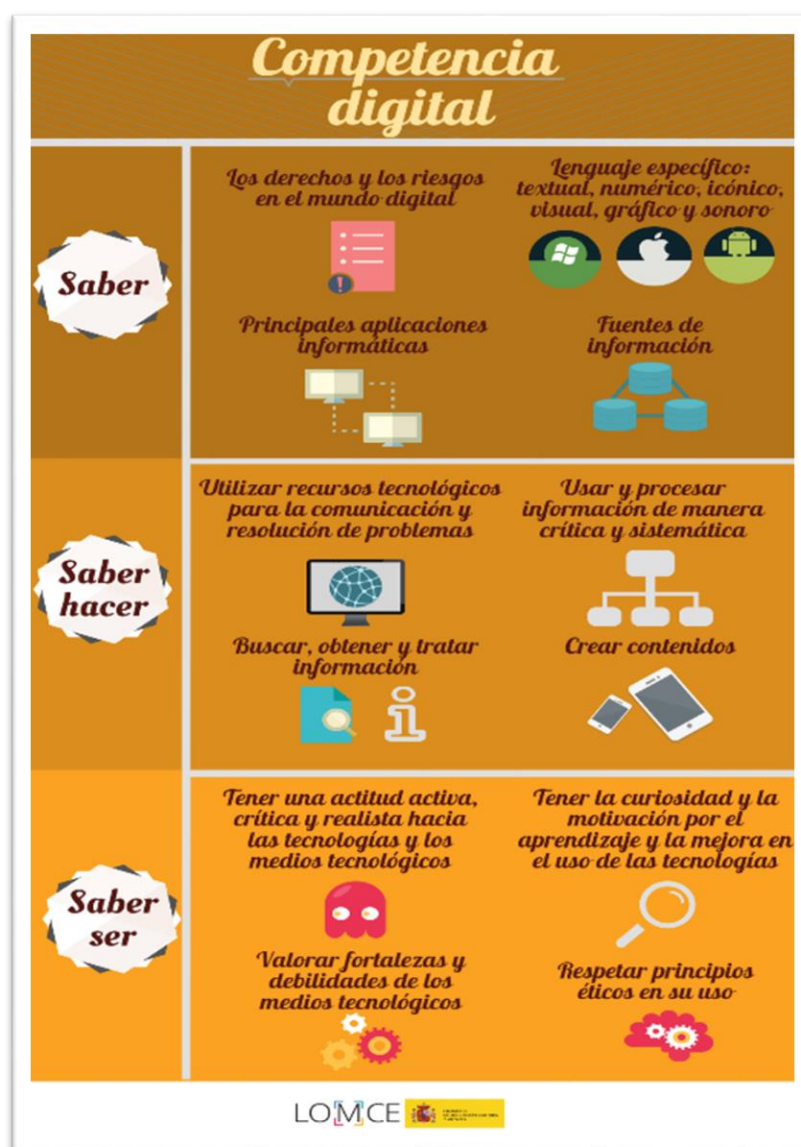 Competencia
digital
Saber
Los derechos y los riesgos
en el mundo digital
Lenguaje específico:
textual, numérico, icónico,
visual, gráfico y sonoro
Principales aplicaciones
informáticas
Fuentes de
información
Saber
hacer
Utilizar recursos tecnológicos
para la comunicación y
resolución de problemas
Usar y procesar
información de manera
crítica y sistemática
Buscar, obtener y tratar
información
Crear contenidos
Saber
ser
Tener una actitud activa,
crítica y realista hacia
las tecnologías y los
medios tecnológicos
Tener la curiosidad y la
motivación por el
aprendizaje y la mejora en
el uso de las tecnologías
Valorar fortalezas y
debilidades de los
medios tecnológicos
Respetar principios
éticos en su uso
LOMCE